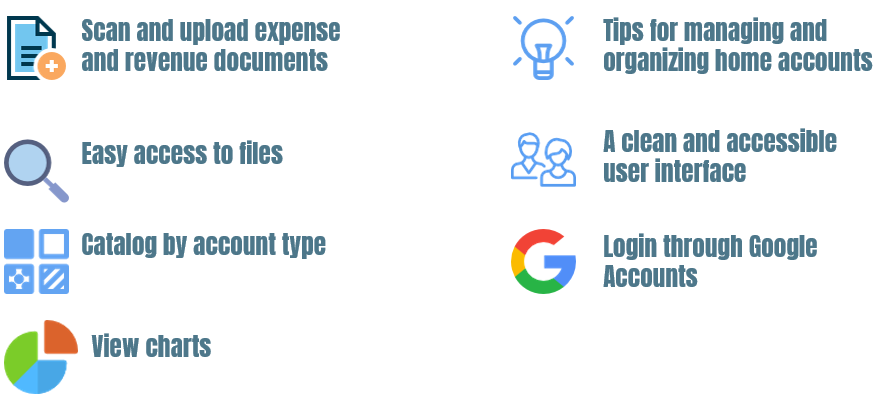 Scan and upload expense
and revenue documents
Easy access to files
Catalog by account type
View charts
Tips for managing and
organizing home accounts
A clean and accessible
user interface
Login through Google
Accounts